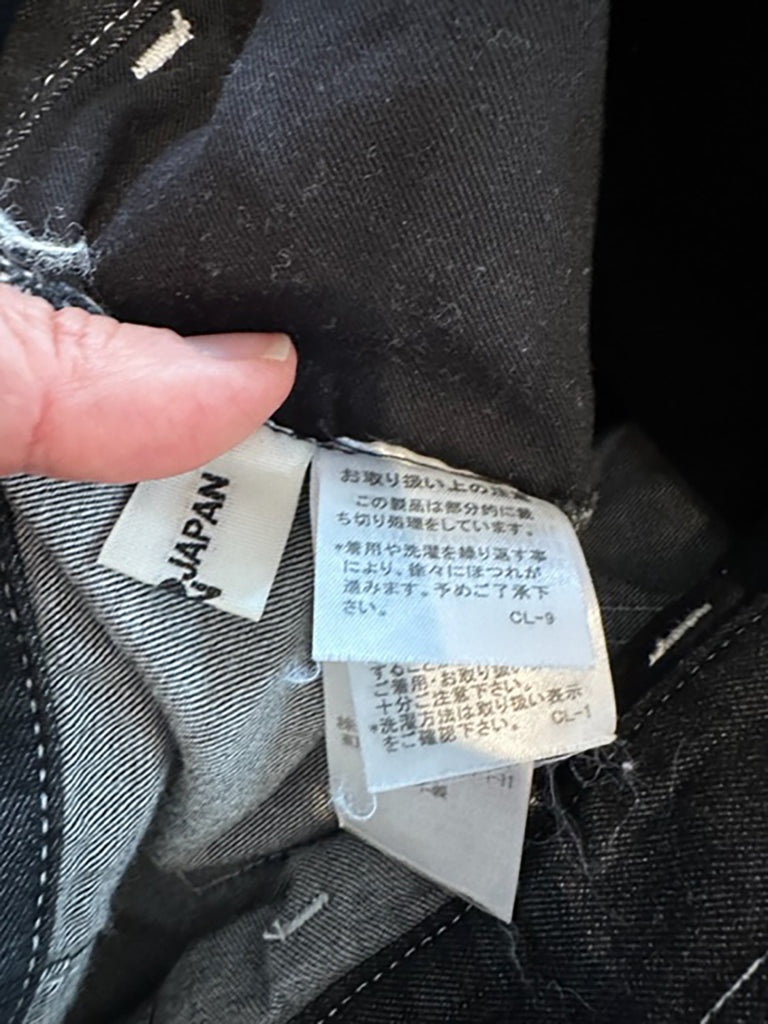 JAPAN
お取り扱い上の注意
この製品は部分的に裁
ち切り処理をしています。
*着用や洗濯を繰り返す事
により、徐々にほつれが
進みます。予めご了承下
さい。
CL-9
ご着用・お取り扱い
十分ご注意下さい。
*洗濯方法は取り扱い表示
をご確認下さい。
CL-1